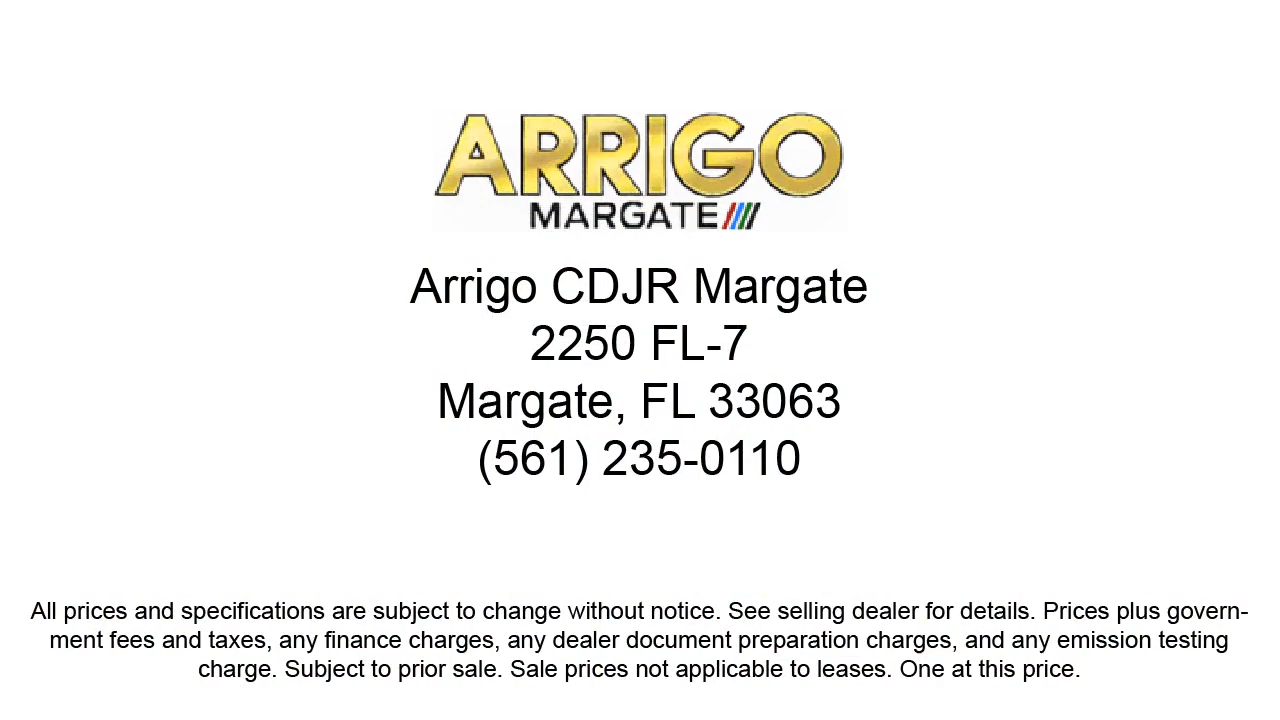 ARRIGO
MARGATE
Arrigo CDJR Margate
2250 FL-7
Margate, FL 33063
(561) 235-0110
All prices and specifications are subject to change without notice. See selling dealer for details. Prices plus govern-
ment fees and taxes, any finance charges, any dealer document preparation charges, and any emission testing
charge. Subject to prior sale. Sale prices not applicable to leases. One at this price.